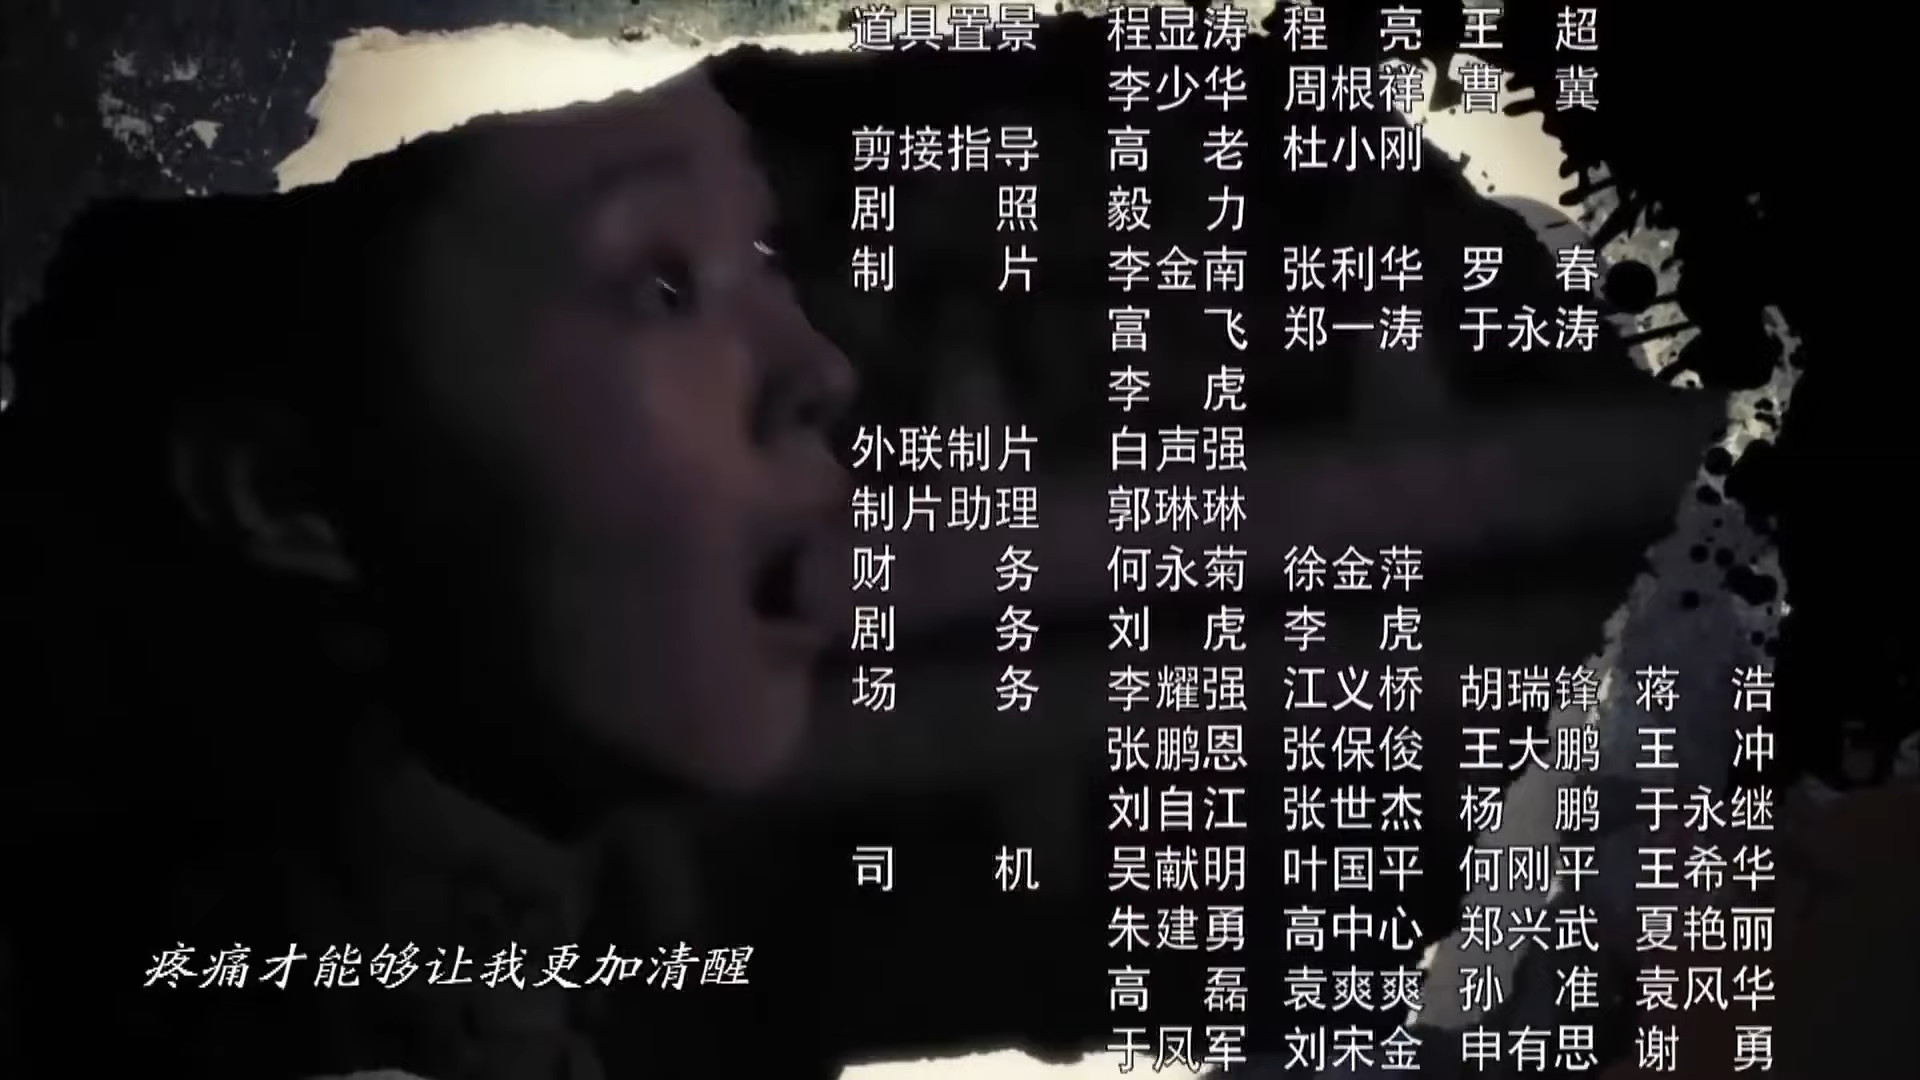 道具置景 程显涛 程亮 王超
李少华 周根祥 曹冀
剪接指导 高老 杜小刚
剧照 毅力
制片 李金南 张利华 罗春
富飞 郑一涛 于永涛
李虎
外联制片 白声强
制片助理 郭琳琳
财务 何永菊 徐金萍
剧务 刘虎 李虎
场务 李耀强 江义桥 胡瑞锋 蒋浩
张鹏恩 张保俊 王大鹏 王冲
刘自江 张世杰 杨鹏 于永继
司机 吴献明 叶国平 何刚平 王希华
朱建勇 高中心 郑兴武 夏艳丽
高磊 袁爽爽 孙准 袁风华
于凤军 刘宋金 申有思 谢勇
疼痛才能够让我更加清醒